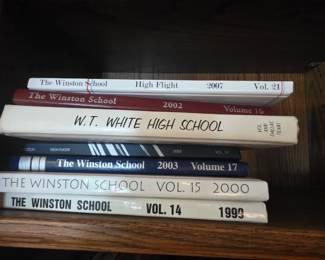 The Winston School High Flight 2007 Vol. 21
The Winston School 2002 Volume 16
W.T. WHITE HIGH SCHOOL
The Winston School 2003 Volume 17
THE WINSTON SCHOOL VOL. 15 2000
THE WINSTON SCHOOL VOL. 14 1999